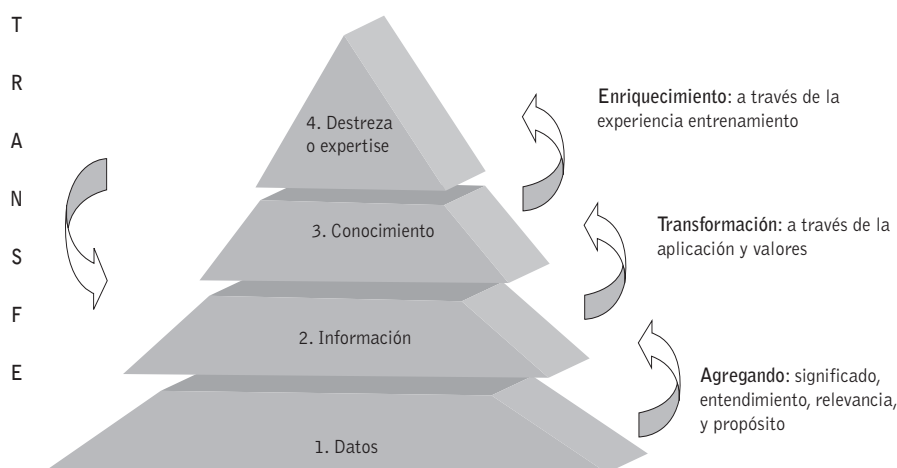 T
R
A
N
S
F
E
4. Destreza
o expertise
3. Conocimiento
2. Información
1. Datos
Enriquecimiento: a través de la
experiencia entrenamiento
Transformación: a través de la
aplicación y valores
Agregando: significado,
entendimiento, relevancia,
y propósito